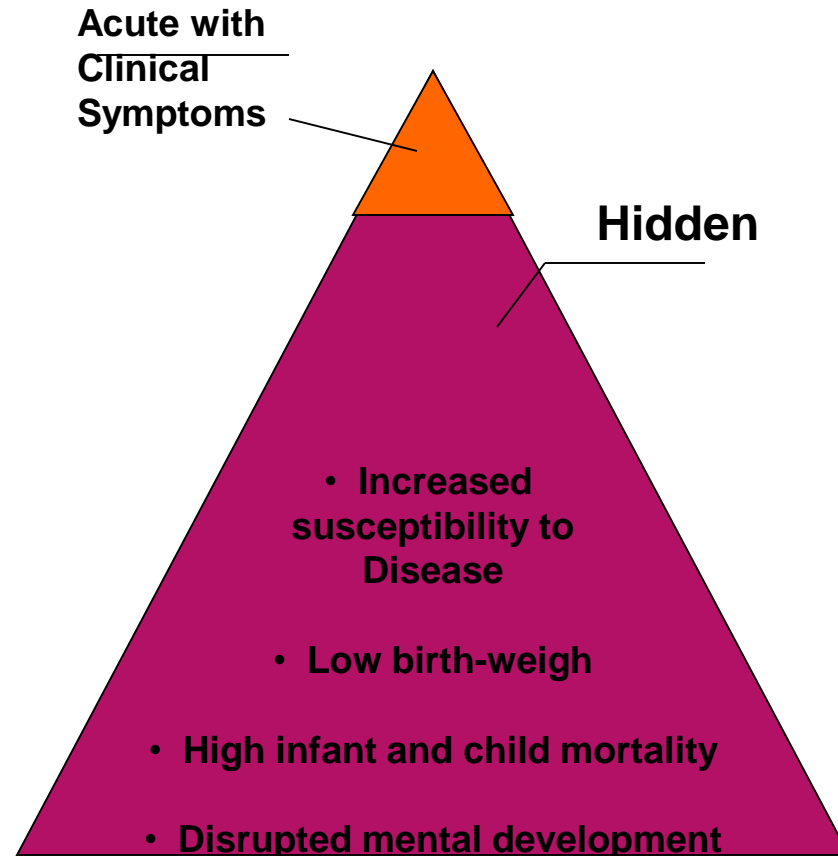 Acute with
Clinical
Symptoms
Hidden
• Increased
susceptibility to
Disease
• Low birth-weigh
• High infant and child mortality
• Disrupted mental development